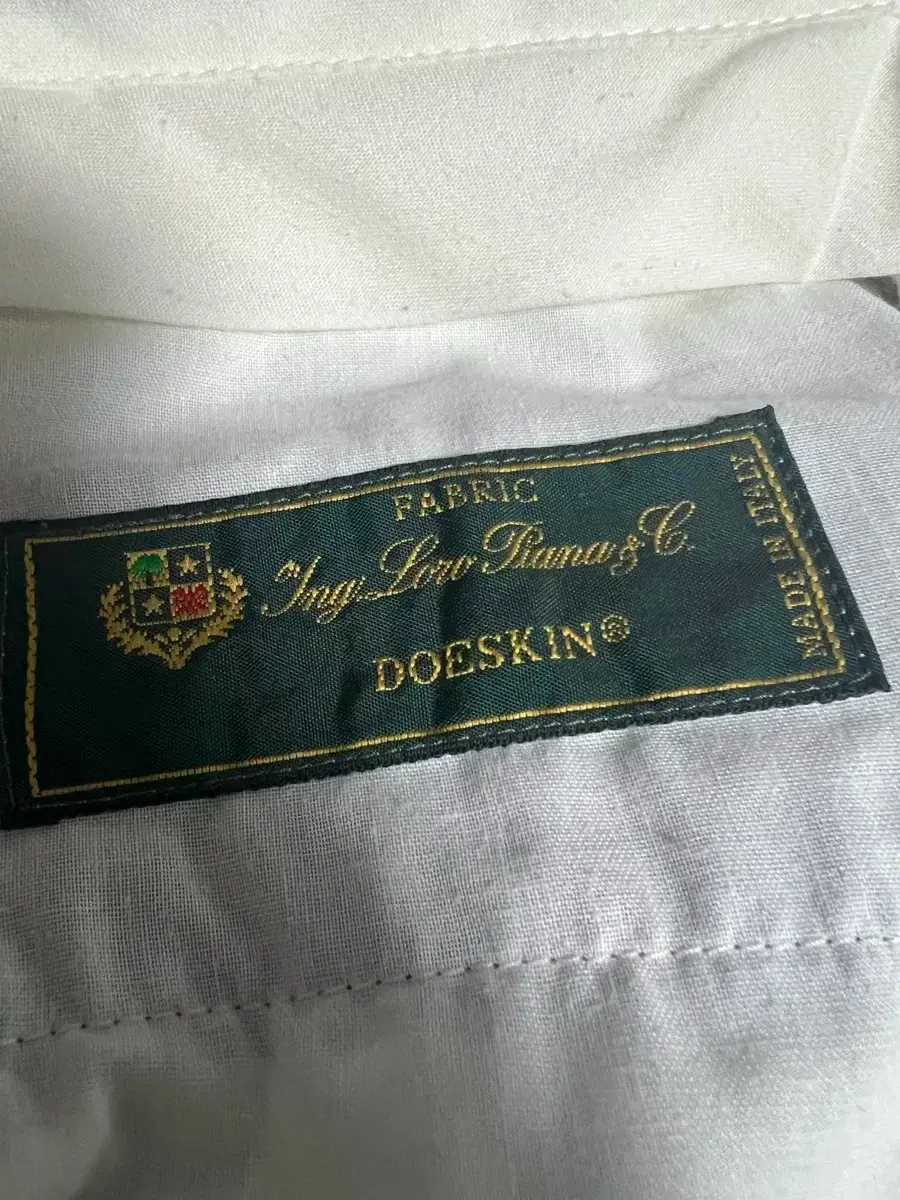 FABRIC
Ing. Loro Piana & C.
DOESKIN®
MADE IN ITALY